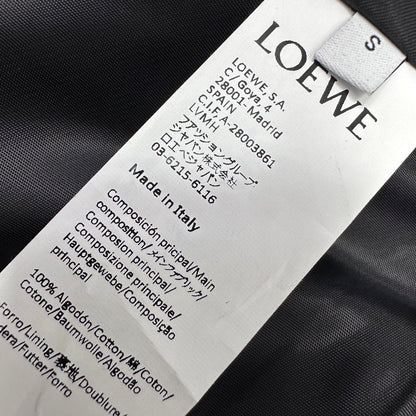 S
LOEWE
LOEWE, S.A.
C/Goya, 4
28001-Madrid
SPAIN
C.I.F. A-28003861
LVMH
ファッショングループ
ジャパン株式会社
ロエベジャパン
03-6215-6116
Made in Italy
Composición pricipal/Main
composition/メインファブリック/
Composion principal/
Composizione principale/
Hauptgewebe/Composição
principal
100% Algodón/Cotton/綿/Coton/
Cotone/Baumwolle/Algodão
Forro/Lining/裏地/Doublure/
dera/Futter/Forro